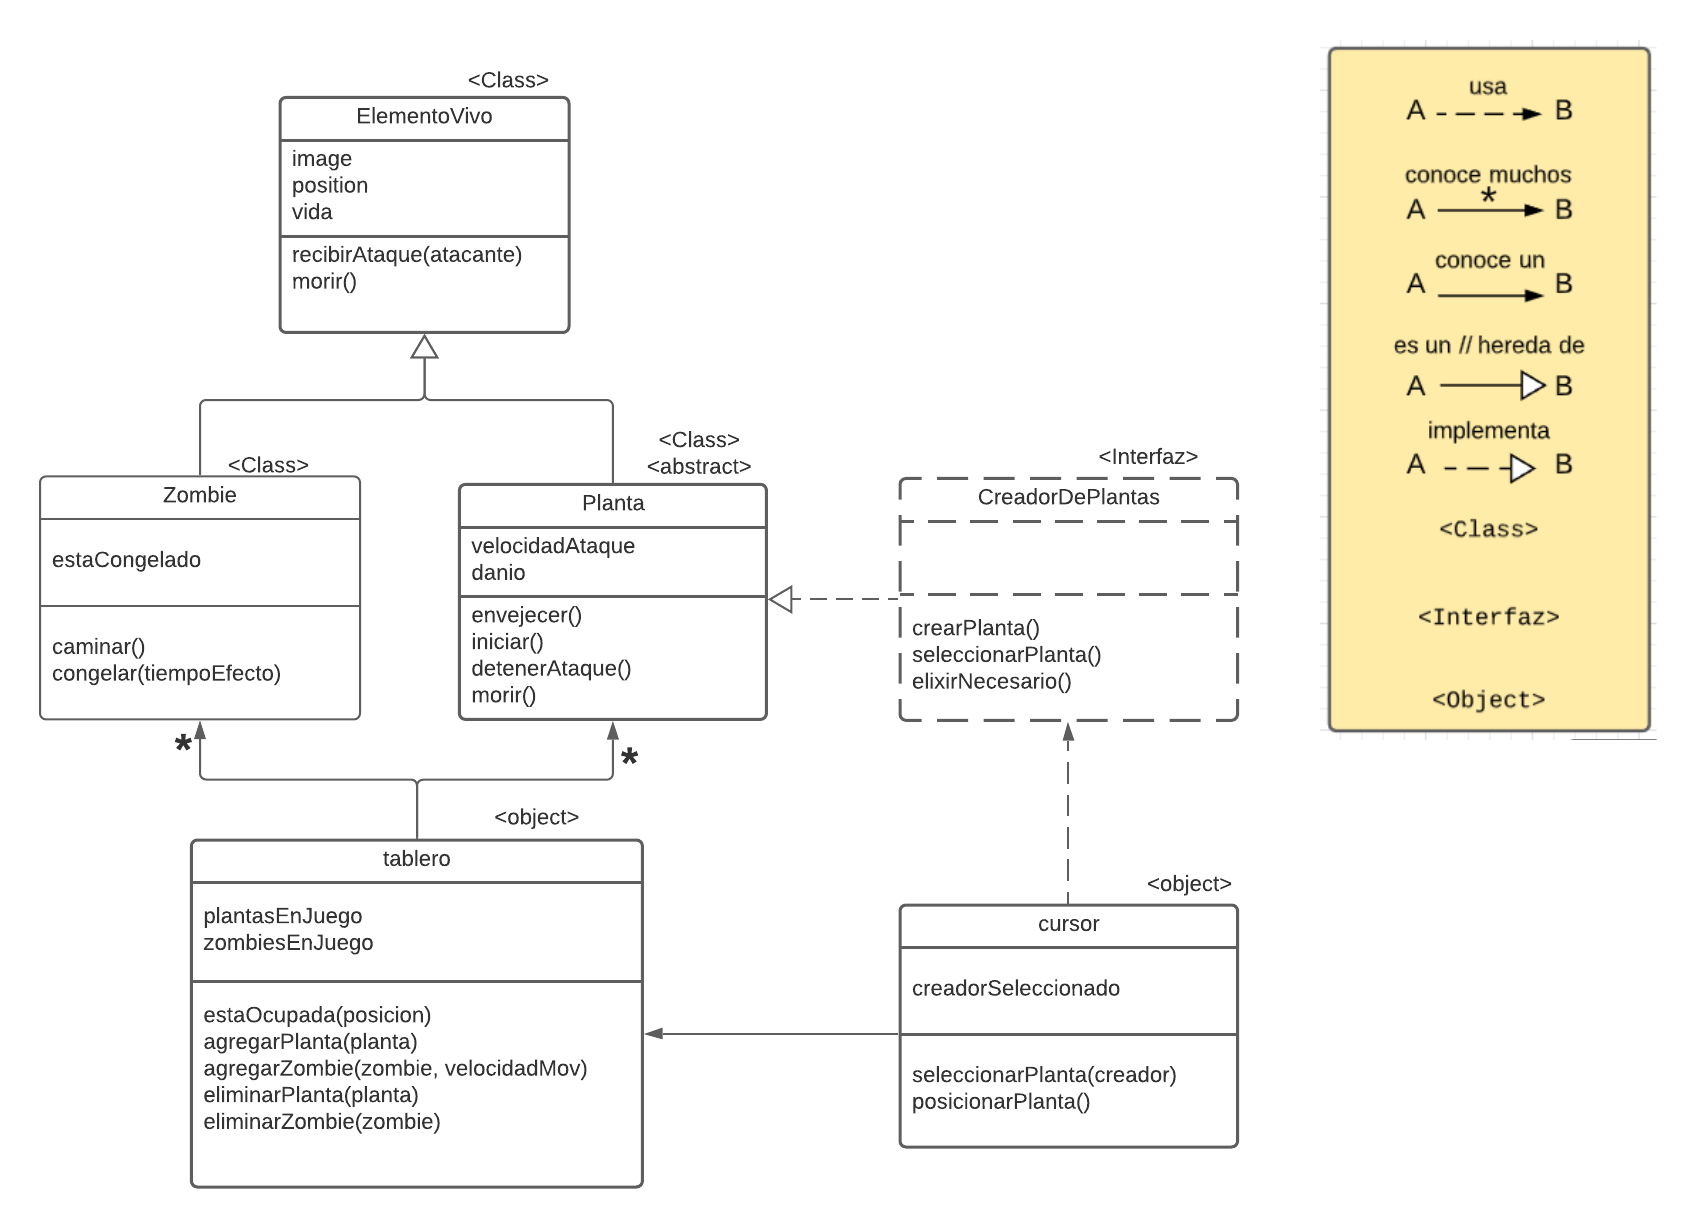 <Class>
ElementoVivo
image
position
vida
recibirAtaque(atacante)
morir()
<Class>
Zombie
estaCongelado
caminar()
congelar(tiempoEfecto)
<Class>
<abstract>
Planta
velocidadAtaque
danio
envejecer()
iniciar()
detenerAtaque()
morir()
<Interfaz>
CreadorDePlantas
crearPlanta()
seleccionarPlanta()
elixirNecesario()
*
*
<object>
tablero
plantasEnJuego
zombiesEnJuego
estaOcupada(posicion)
agregarPlanta(planta)
agregarZombie(zombie, velocidadMov)
eliminarPlanta(planta)
eliminarZombie(zombie)
<object>
cursor
creadorSeleccionado
seleccionarPlanta(creador)
posicionarPlanta()
usa
A B
conoce muchos
*
A B
conoce un
A B
es un // hereda de
A B
implementa
A B
<Class>
<Interfaz>
<Object>